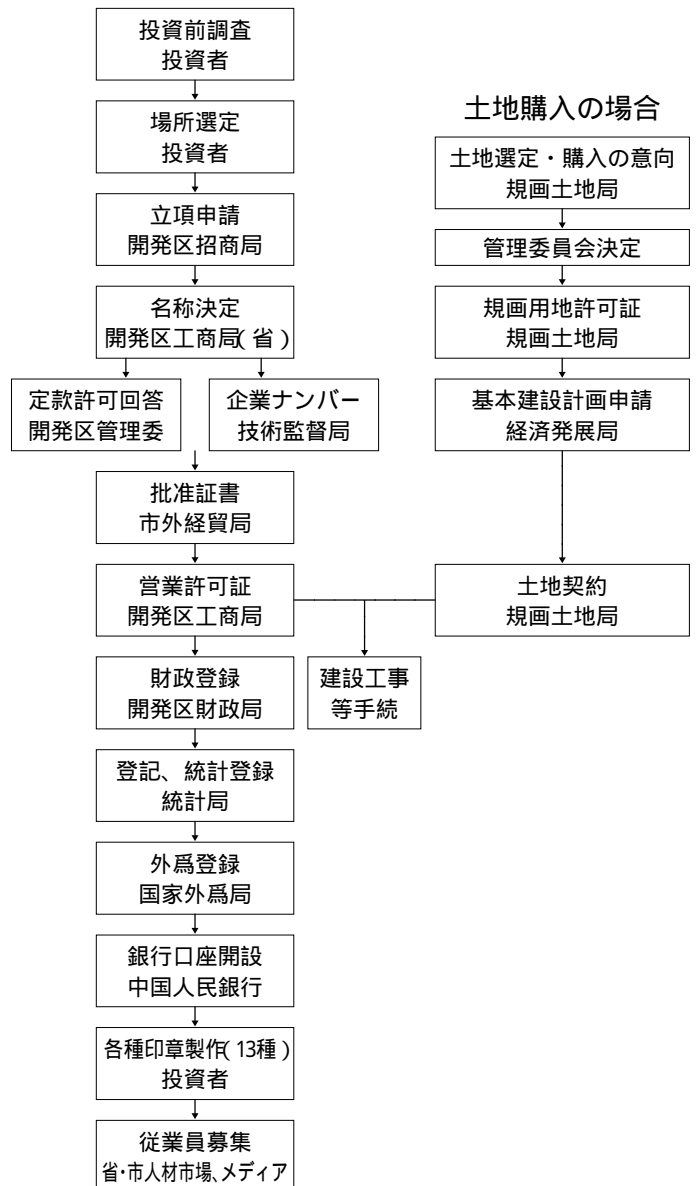 投資前調査
投資者
場所選定
投資者
立項申請
開発区招商局
名称決定
開発区工商局(省)
定款許可回答
開発区管理委
企業ナンバー
技術監督局
批准証書
市外経貿局
営業許可証
開発区工商局
財政登録
開発区財政局
登記、統計登録
統計局
外爲登録
国家外爲局
銀行口座開設
中国人民銀行
各種印章製作(13種)
投資者
従業員募集
省・市人材市場、メディア
土地購入の場合
土地選定・購入の意向
規画土地局
管理委員会決定
規画用地許可証
規画土地局
基本建設計画申請
経済発展局
土地契約
規画土地局
建設工事
等手続